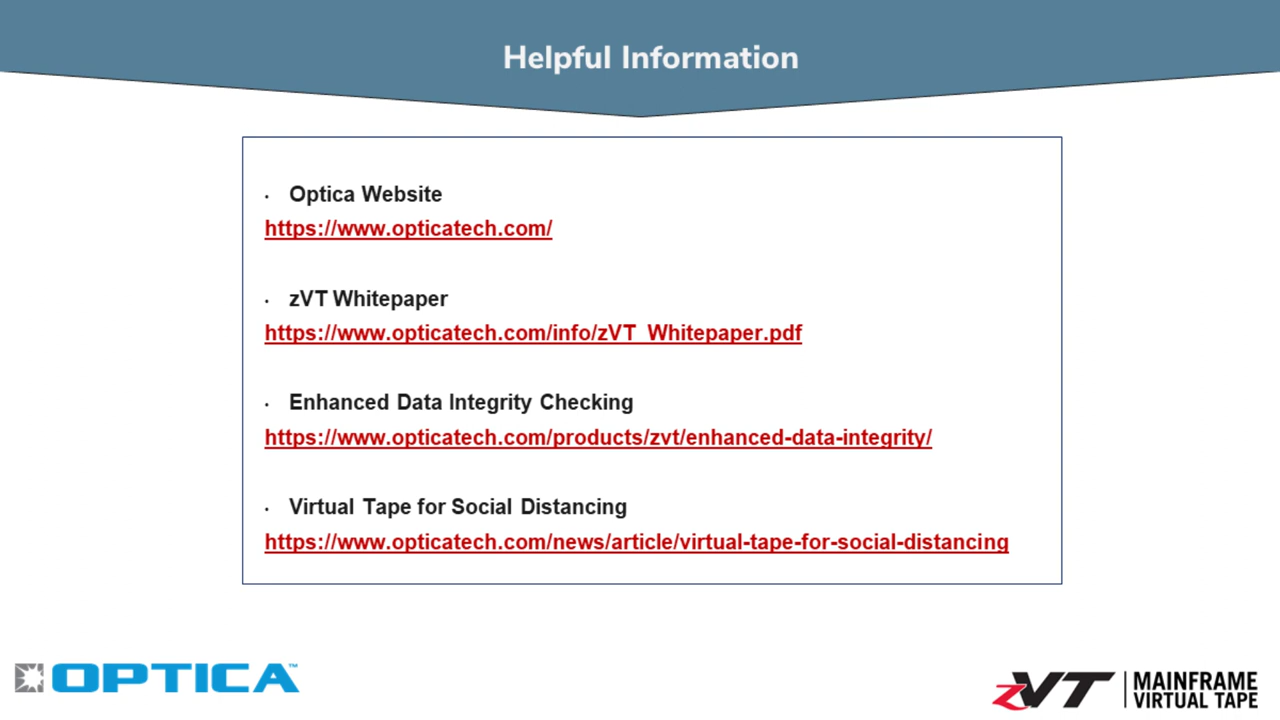 Helpful Information
· Optica Website
https://www.opticatech.com/
· zVT Whitepaper
https://www.opticatech.com/info/zVT_Whitepaper.pdf
· Enhanced Data Integrity Checking
https://www.opticatech.com/products/zvt/enhanced-data-integrity/
· Virtual Tape for Social Distancing
https://www.opticatech.com/news/article/virtual-tape-for-social-distancing
OPTICA™
zVT | MAINFRAME
VIRTUAL TAPE